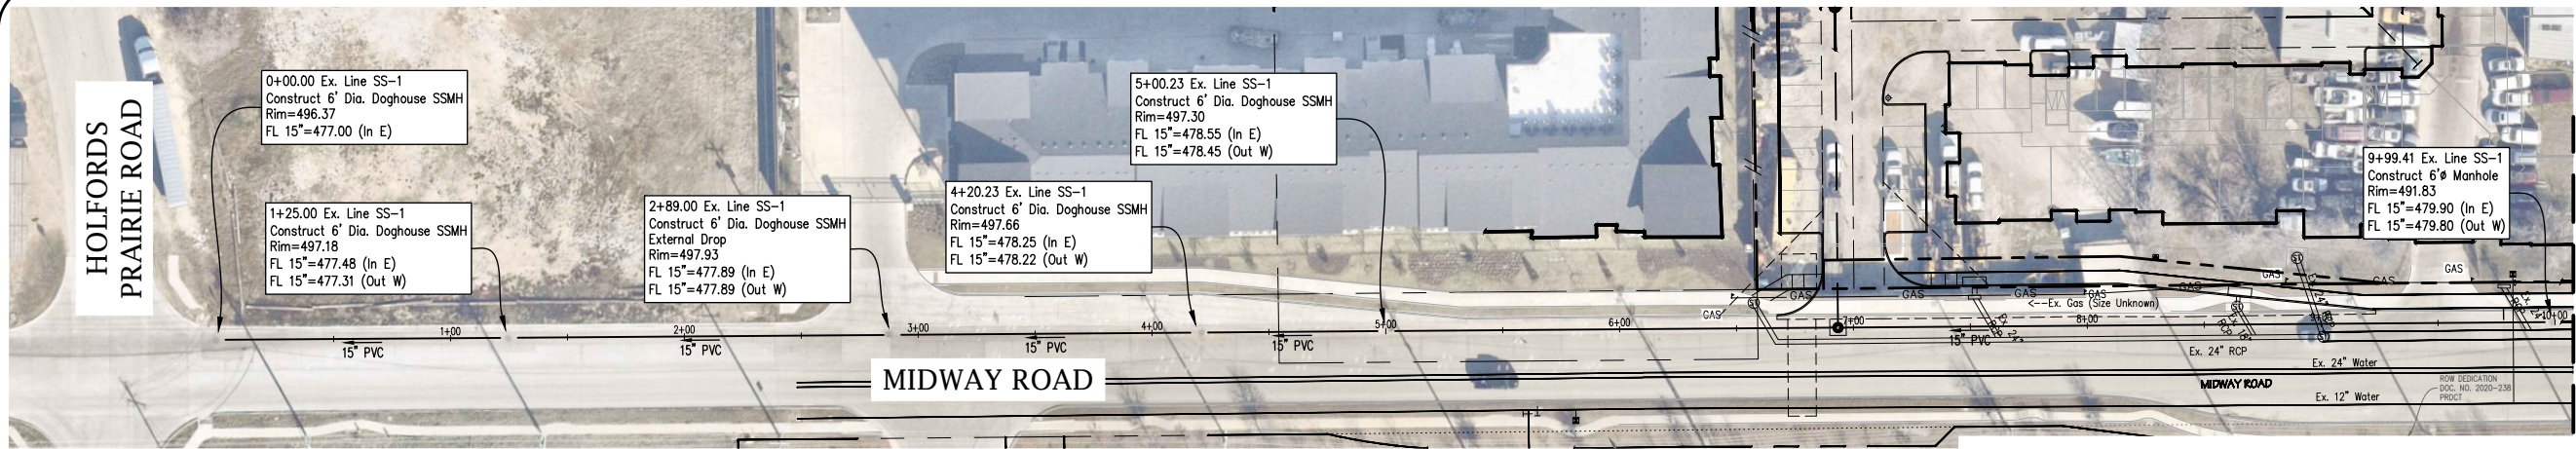 HOLFORDS
PRAIRIE ROAD
0+00.00 Ex. Line SS-1
Construct 6' Dia. Doghouse SSMH
Rim=496.37
FL 15"=477.00 (In E)
1+25.00 Ex. Line SS-1
Construct 6' Dia. Doghouse SSMH
Rim=497.18
FL 15"=477.48 (In E)
FL 15"=477.31 (Out W)
2+89.00 Ex. Line SS-1
Construct 6' Dia. Doghouse SSMH
External Drop
Rim=497.93
FL 15"=477.89 (In E)
FL 15"=477.89 (Out W)
4+20.23 Ex. Line SS-1
Construct 6' Dia. Doghouse SSMH
Rim=497.66
FL 15"=478.25 (In E)
FL 15"=478.22 (Out W)
5+00.23 Ex. Line SS-1
Construct 6' Dia. Doghouse SSMH
Rim=497.30
FL 15"=478.55 (In E)
FL 15"=478.45 (Out W)
9+99.41 Ex. Line SS-1
Construct 6'ø Manhole
Rim=491.83
FL 15"=479.90 (In E)
FL 15"=479.80 (Out W)
GAS
GAS
GAS
GAS
GAS
GAS
GAS
GAS
GAS
<--Ex. Gas (Size Unknown)
1+00
2+00
3+00
4+00
5+00
6+00
7+00
8+00
10+00
15" PVC
15" PVC
15" PVC
15" PVC
15" PVC
Ex. 24" RCP
Ex. 24" Water
MIDWAY ROAD
MIDWAY ROAD
Ex. 12" Water
ROW DEDICATION
DOC. NO. 2020-238
PRDCT